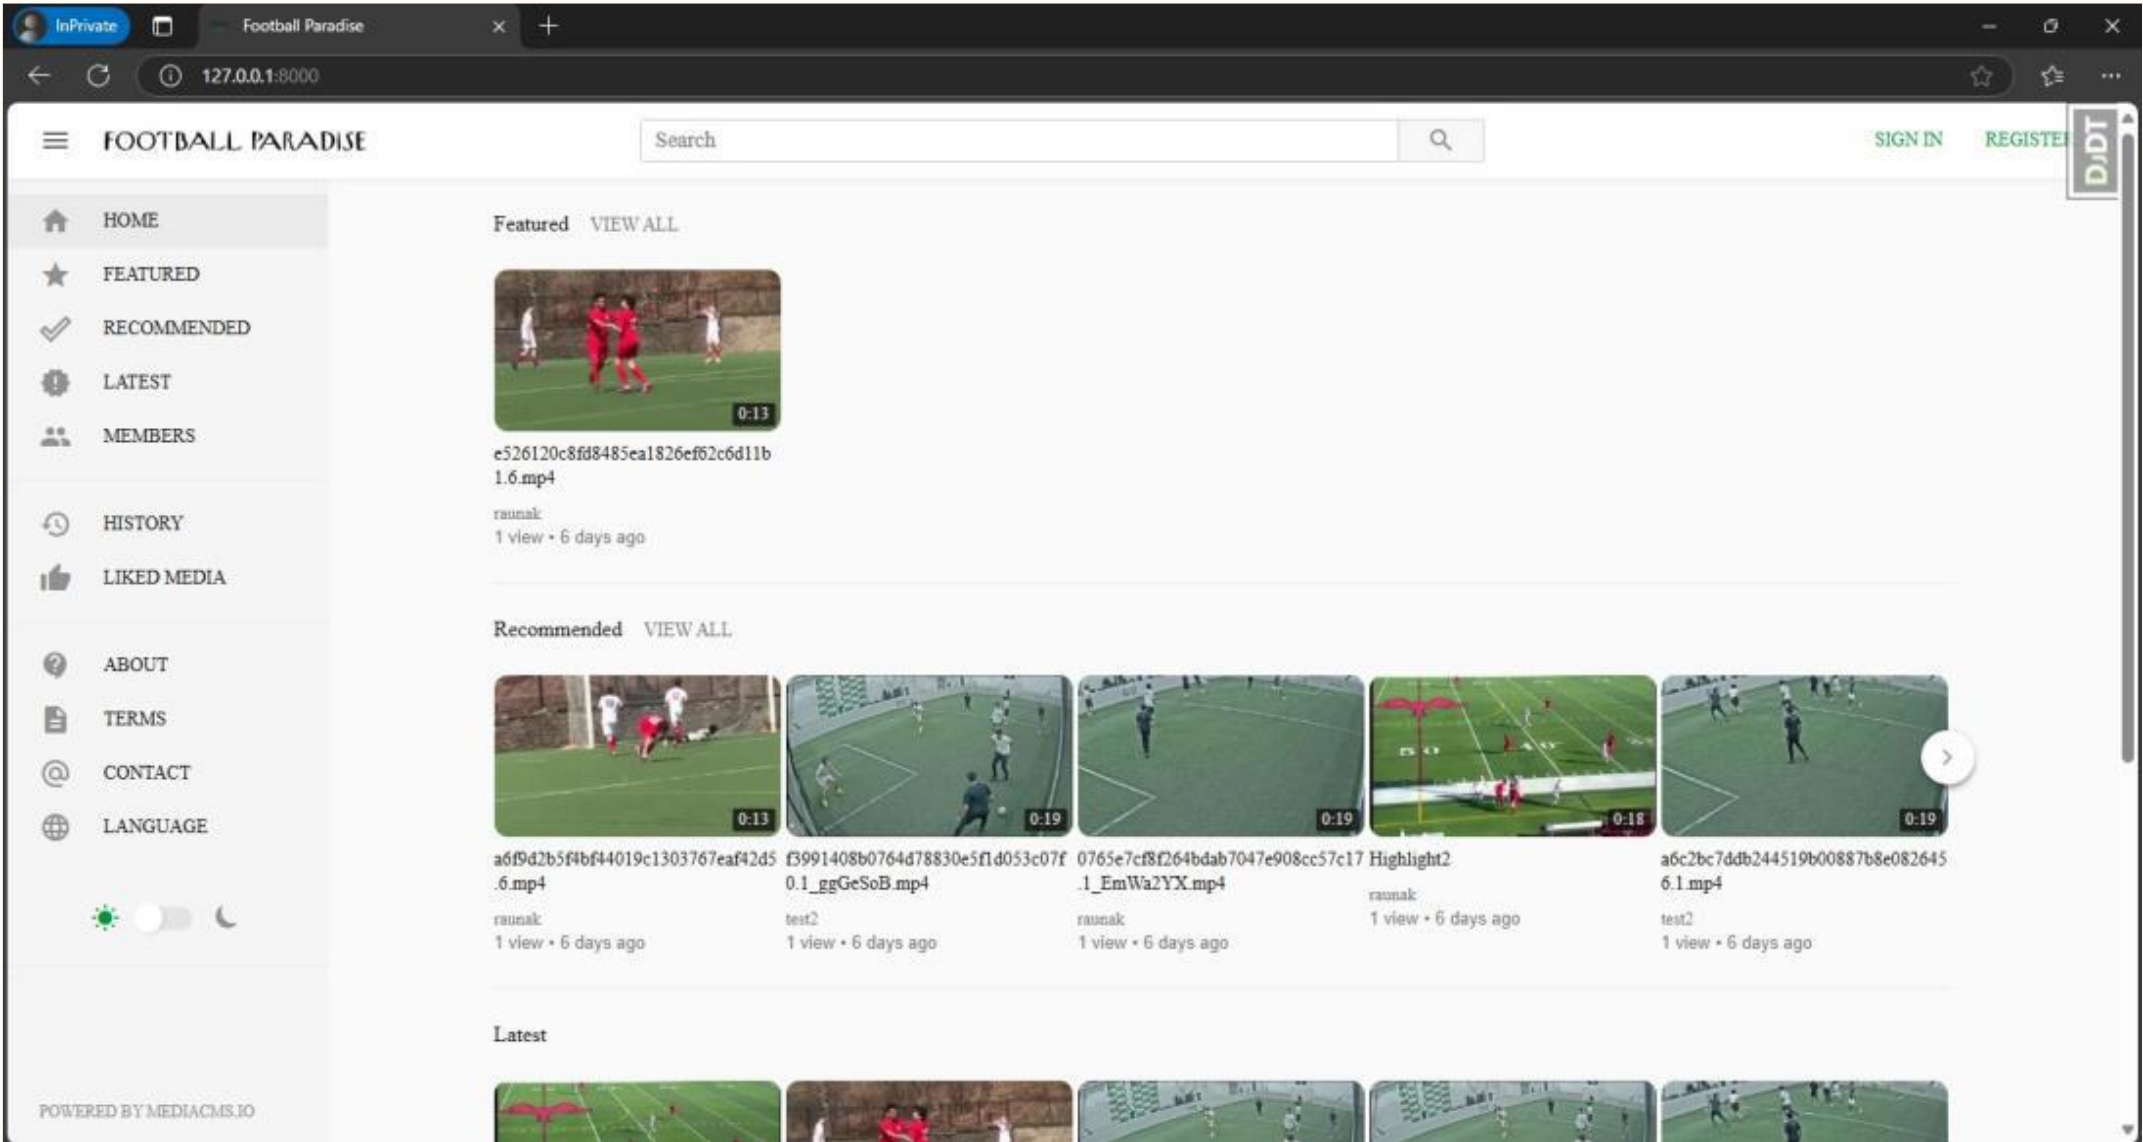 InPrivate
Football Paradise
127.0.0.1:8000
FOOTBALL PARADISE
Search
SIGN IN
REGISTER
DJDT
HOME
FEATURED
RECOMMENDED
LATEST
MEMBERS
HISTORY
LIKED MEDIA
ABOUT
TERMS
CONTACT
LANGUAGE
POWERED BY MEDIACMS.IO
Featured VIEW ALL
0:13
e526120c8fd8485ea1826ef62c6d11b
1.6.mp4
raunak
1 view • 6 days ago
Recommended VIEW ALL
0:13
a6f9d2b5f4bf44019c1303767eaf42d5
.6.mp4
raunak
1 view • 6 days ago
0:19
f3991408b0764d78830e5f1d053c07f
0.1_ggGeSoB.mp4
test2
1 view • 6 days ago
0:19
0765e7cf8f264bdab7047e908cc57c17
.1_EmWa2YX.mp4
raunak
1 view • 6 days ago
50 40
0:18
Highlight2
raunak
1 view • 6 days ago
0:19
a6c2bc7ddb244519b00887b8e082645
6.1.mp4
test2
1 view • 6 days ago
Latest